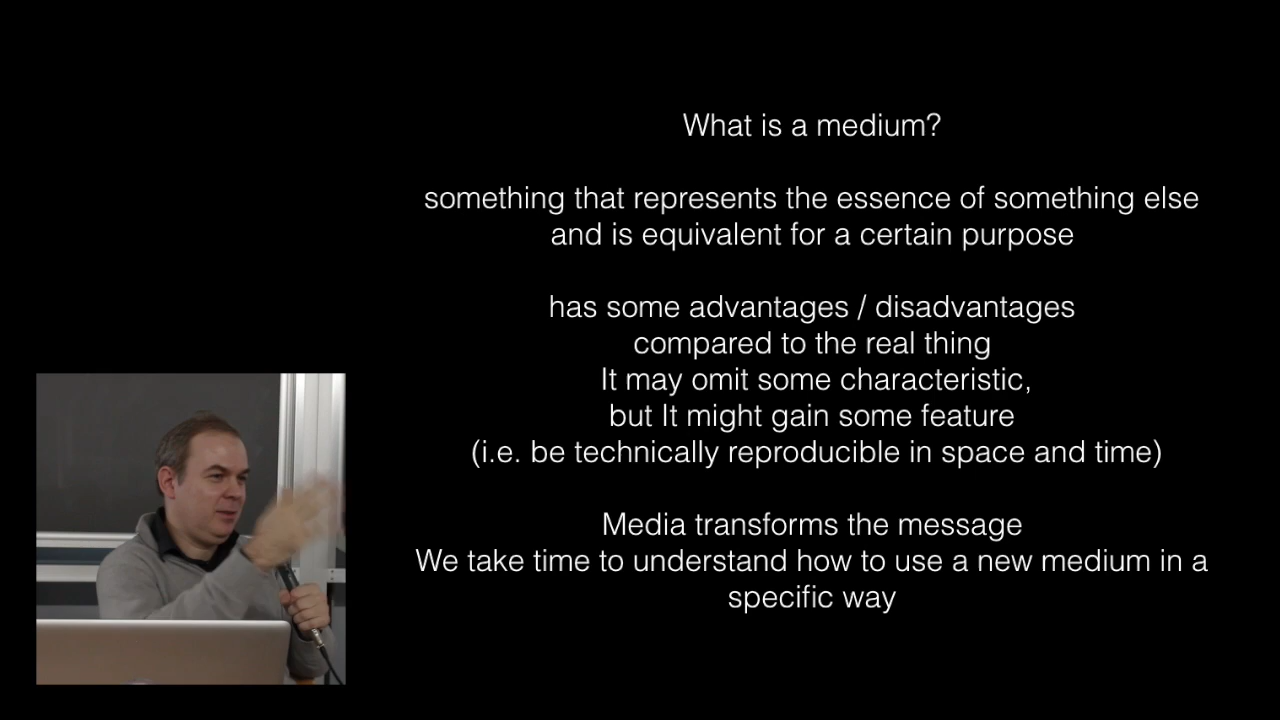 What is a medium?
something that represents the essence of something else
and is equivalent for a certain purpose
has some advantages / disadvantages
compared to the real thing
It may omit some characteristic,
but It might gain some feature
(i.e. be technically reproducible in space and time)
Media transforms the message
We take time to understand how to use a new medium in a
specific way